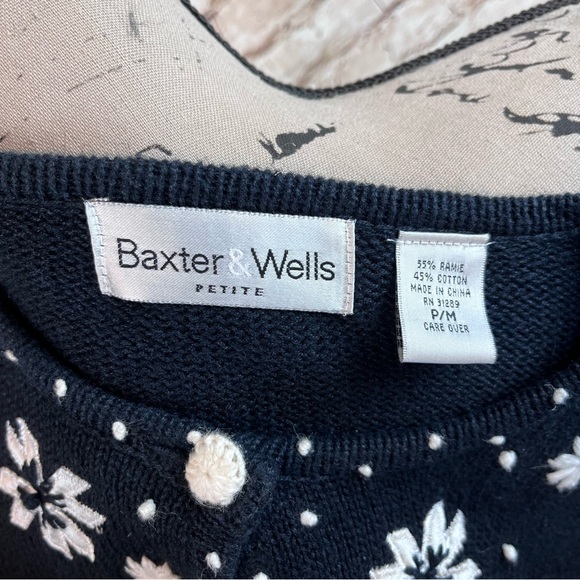 Baxter & Wells
PETITE
55% RAMIE
45% COTTON
MADE IN CHINA
RN 31289
P/M
CARE OVER